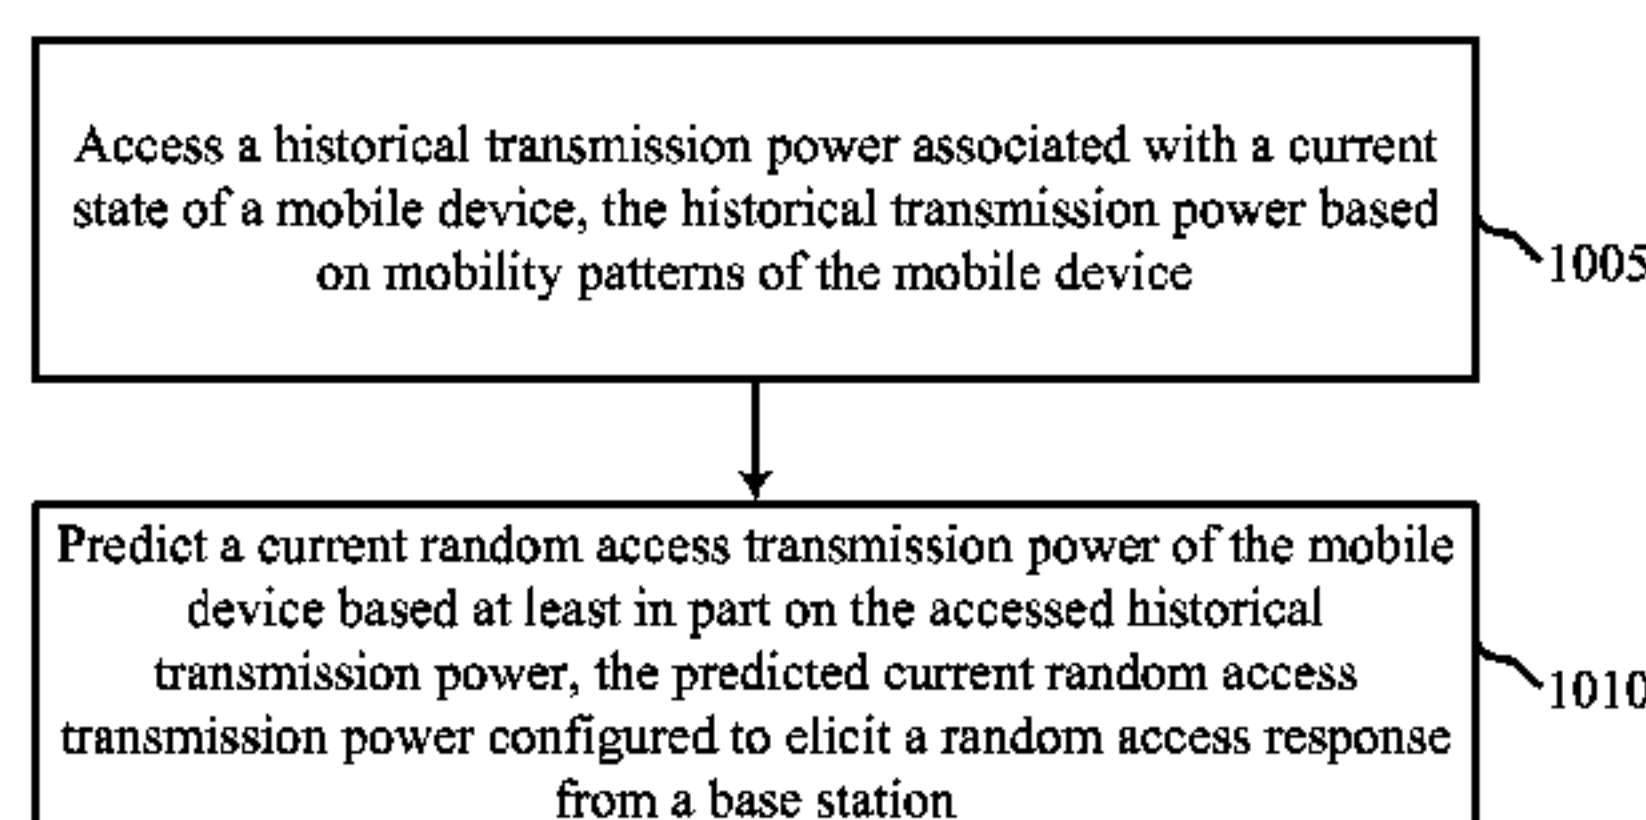 Access a historical transmission power associated with a current
state of a mobile device, the historical transmission power based
on mobility patterns of the mobile device
1005
Predict a current random access transmission power of the mobile
device based at least in part on the accessed historical
transmission power, the predicted current random access
transmission power configured to elicit a random access response
from a base station
1010